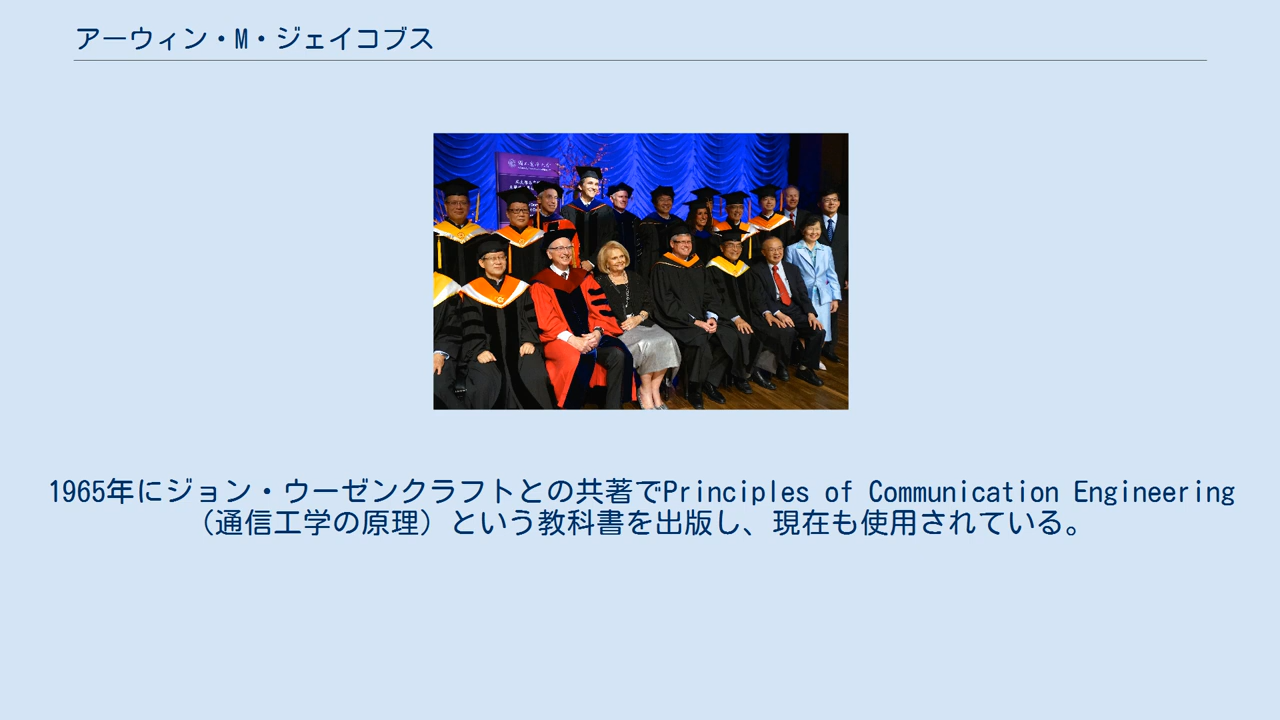 アーウィン・M・ジェイコブス
1965年にジョン・ウーゼンクラフトとの共著でPrinciples of Communication Engineering
（通信工学の原理）という教科書を出版し、現在も使用されている。